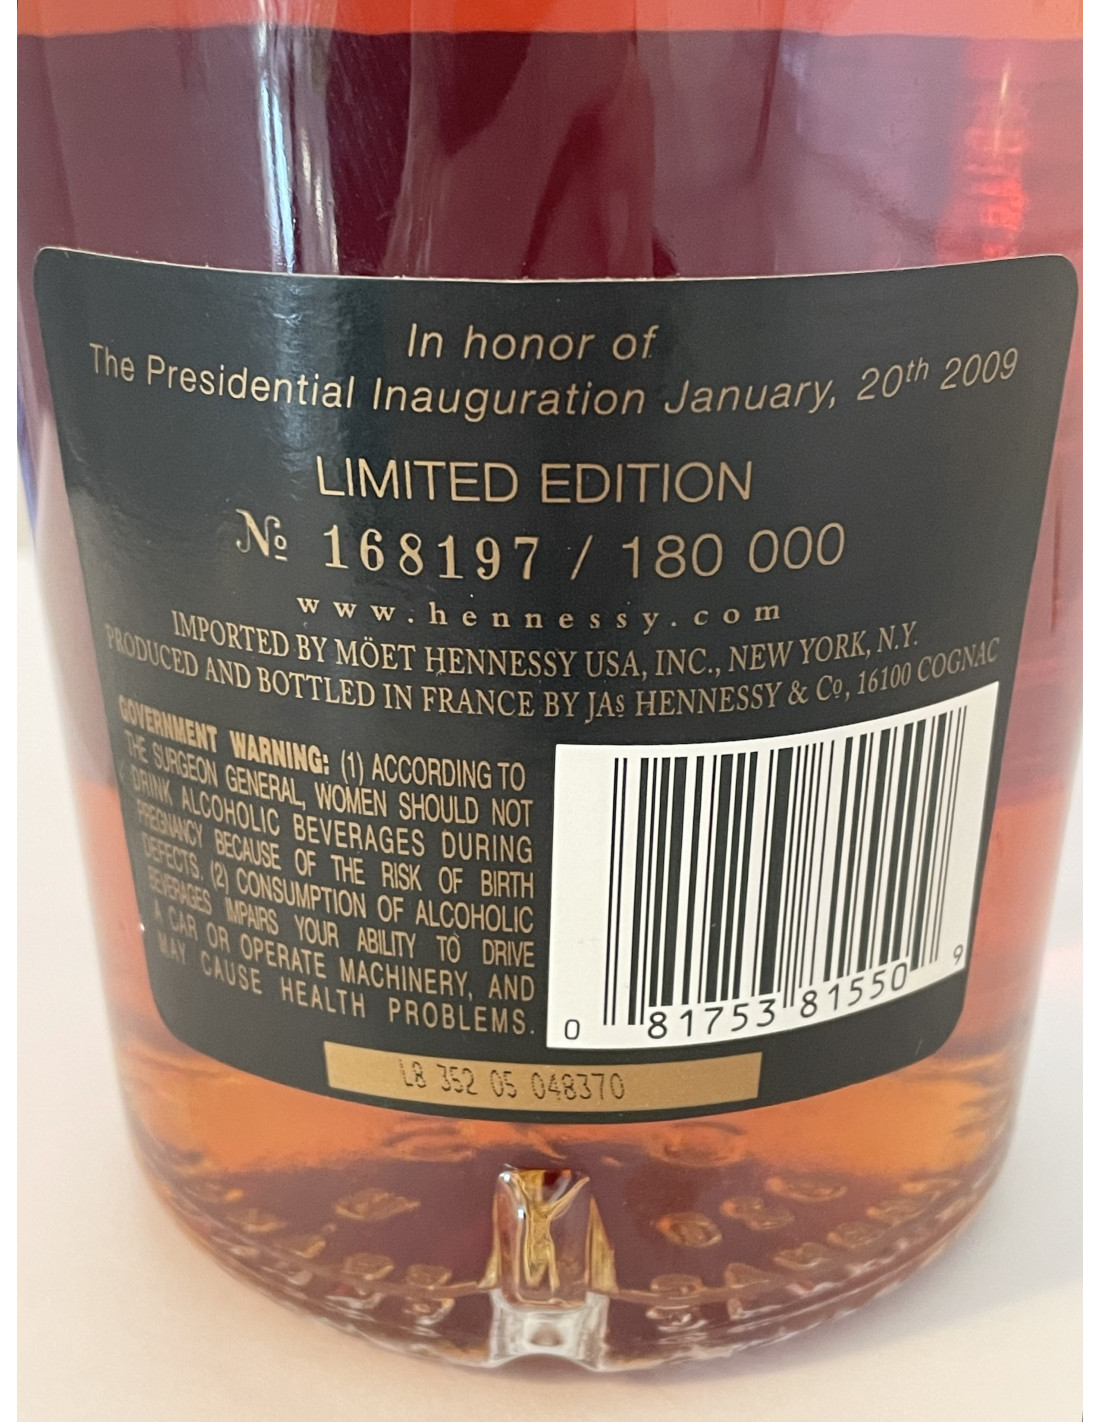 In honor of
The Presidential Inauguration January, 20th 2009
LIMITED EDITION
№ 168197 / 180 000
www.hennessy.com
IMPORTED BY MÖET HENNESSY USA, INC., NEW YORK, N.Y.
PRODUCED AND BOTTLED IN FRANCE BY JAs HENNESSY & Co, 16100 COGNAC
GOVERNMENT WARNING: (1) ACCORDING TO
THE SURGEON GENERAL, WOMEN SHOULD NOT
DRINK ALCOHOLIC BEVERAGES DURING
PREGNANCY BECAUSE OF THE RISK OF BIRTH
DEFECTS. (2) CONSUMPTION OF ALCOHOLIC
BEVERAGES IMPAIRS YOUR ABILITY TO DRIVE
A CAR OR OPERATE MACHINERY, AND
MAY CAUSE HEALTH PROBLEMS.
0 81753 81550 9
L8 352 05 048370